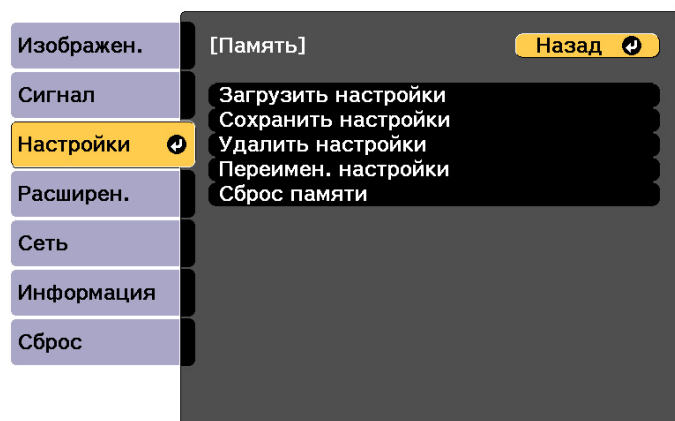 Изображен.
Сигнал
Настройки
Расширен.
Сеть
Информация
Сброс
[Память]
Назад
Загрузить настройки
Сохранить настройки
Удалить настройки
Переимен. настройки
Сброс памяти